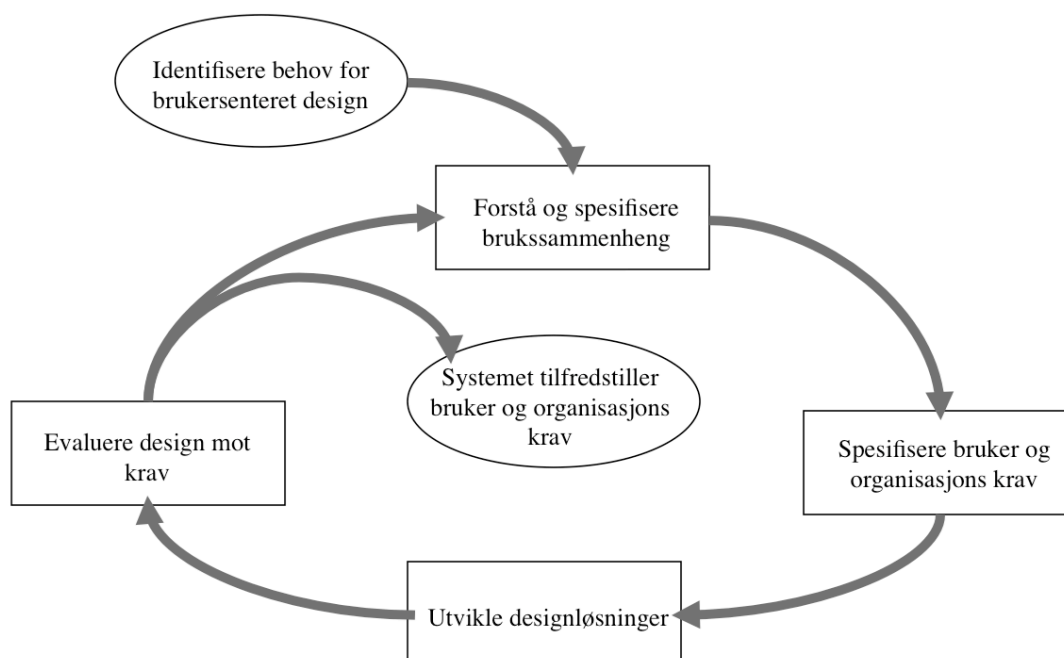 Identifisere behov for
brukersenteret design
Forstå og spesifisere
brukssammenheng
Systemet tilfredstiller
bruker og organisasjons
krav
Evaluere design mot
krav
Spesifisere bruker og
organisasjons krav
Utvikle designløsninger